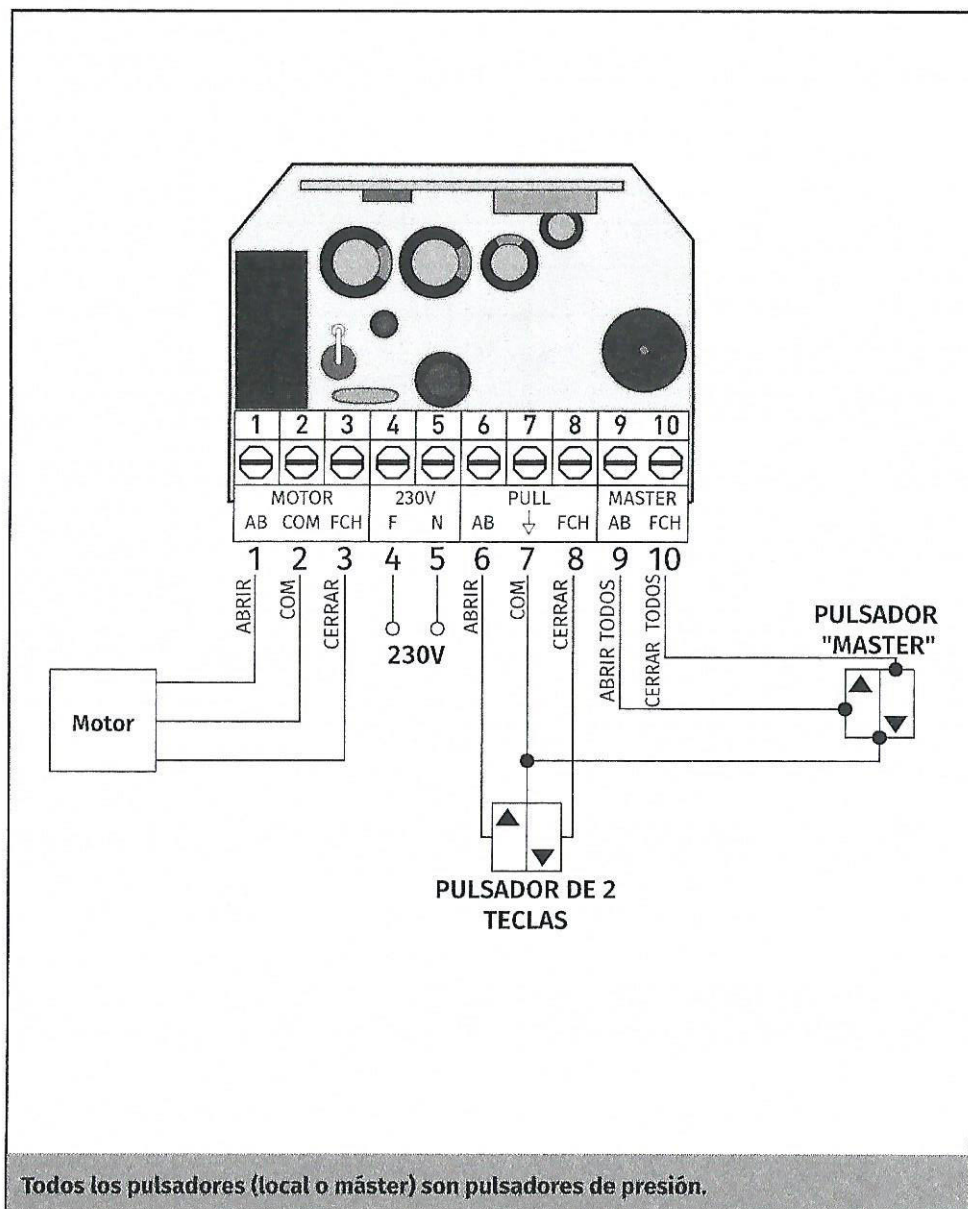 1 2 3 4 5 6 7 8 9 10
MOTOR 230V PULL MASTER
AB COM FCH F N AB FCH AB FCH
1 2 3 4 5 6 7 8 9 10
ABRIR
COM
CERRAR
230V
ABRIR
COM
CERRAR
ABRIR TODOS
CERRAR TODOS
PULSADOR
"MASTER"
Motor
PULSADOR DE 2
TECLAS
Todos los pulsadores (local o máster) son pulsadores de presión.